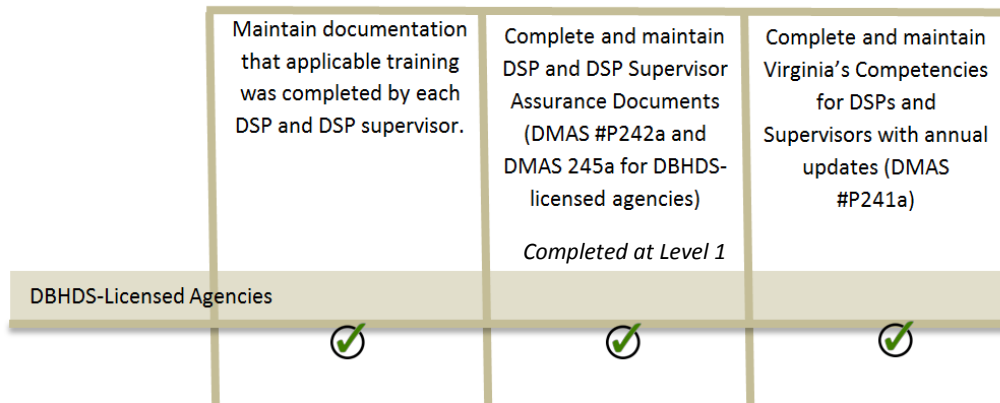 Maintain documentation
that applicable training
was completed by each
DSP and DSP supervisor.
Complete and maintain
DSP and DSP Supervisor
Assurance Documents
(DMAS #P242a and
DMAS 245a for DBHDS-
licensed agencies)
Completed at Level 1
Complete and maintain
Virginia’s Competencies
for DSPs and
Supervisors with annual
updates (DMAS
#P241a)
DBHDS-Licensed Agencies